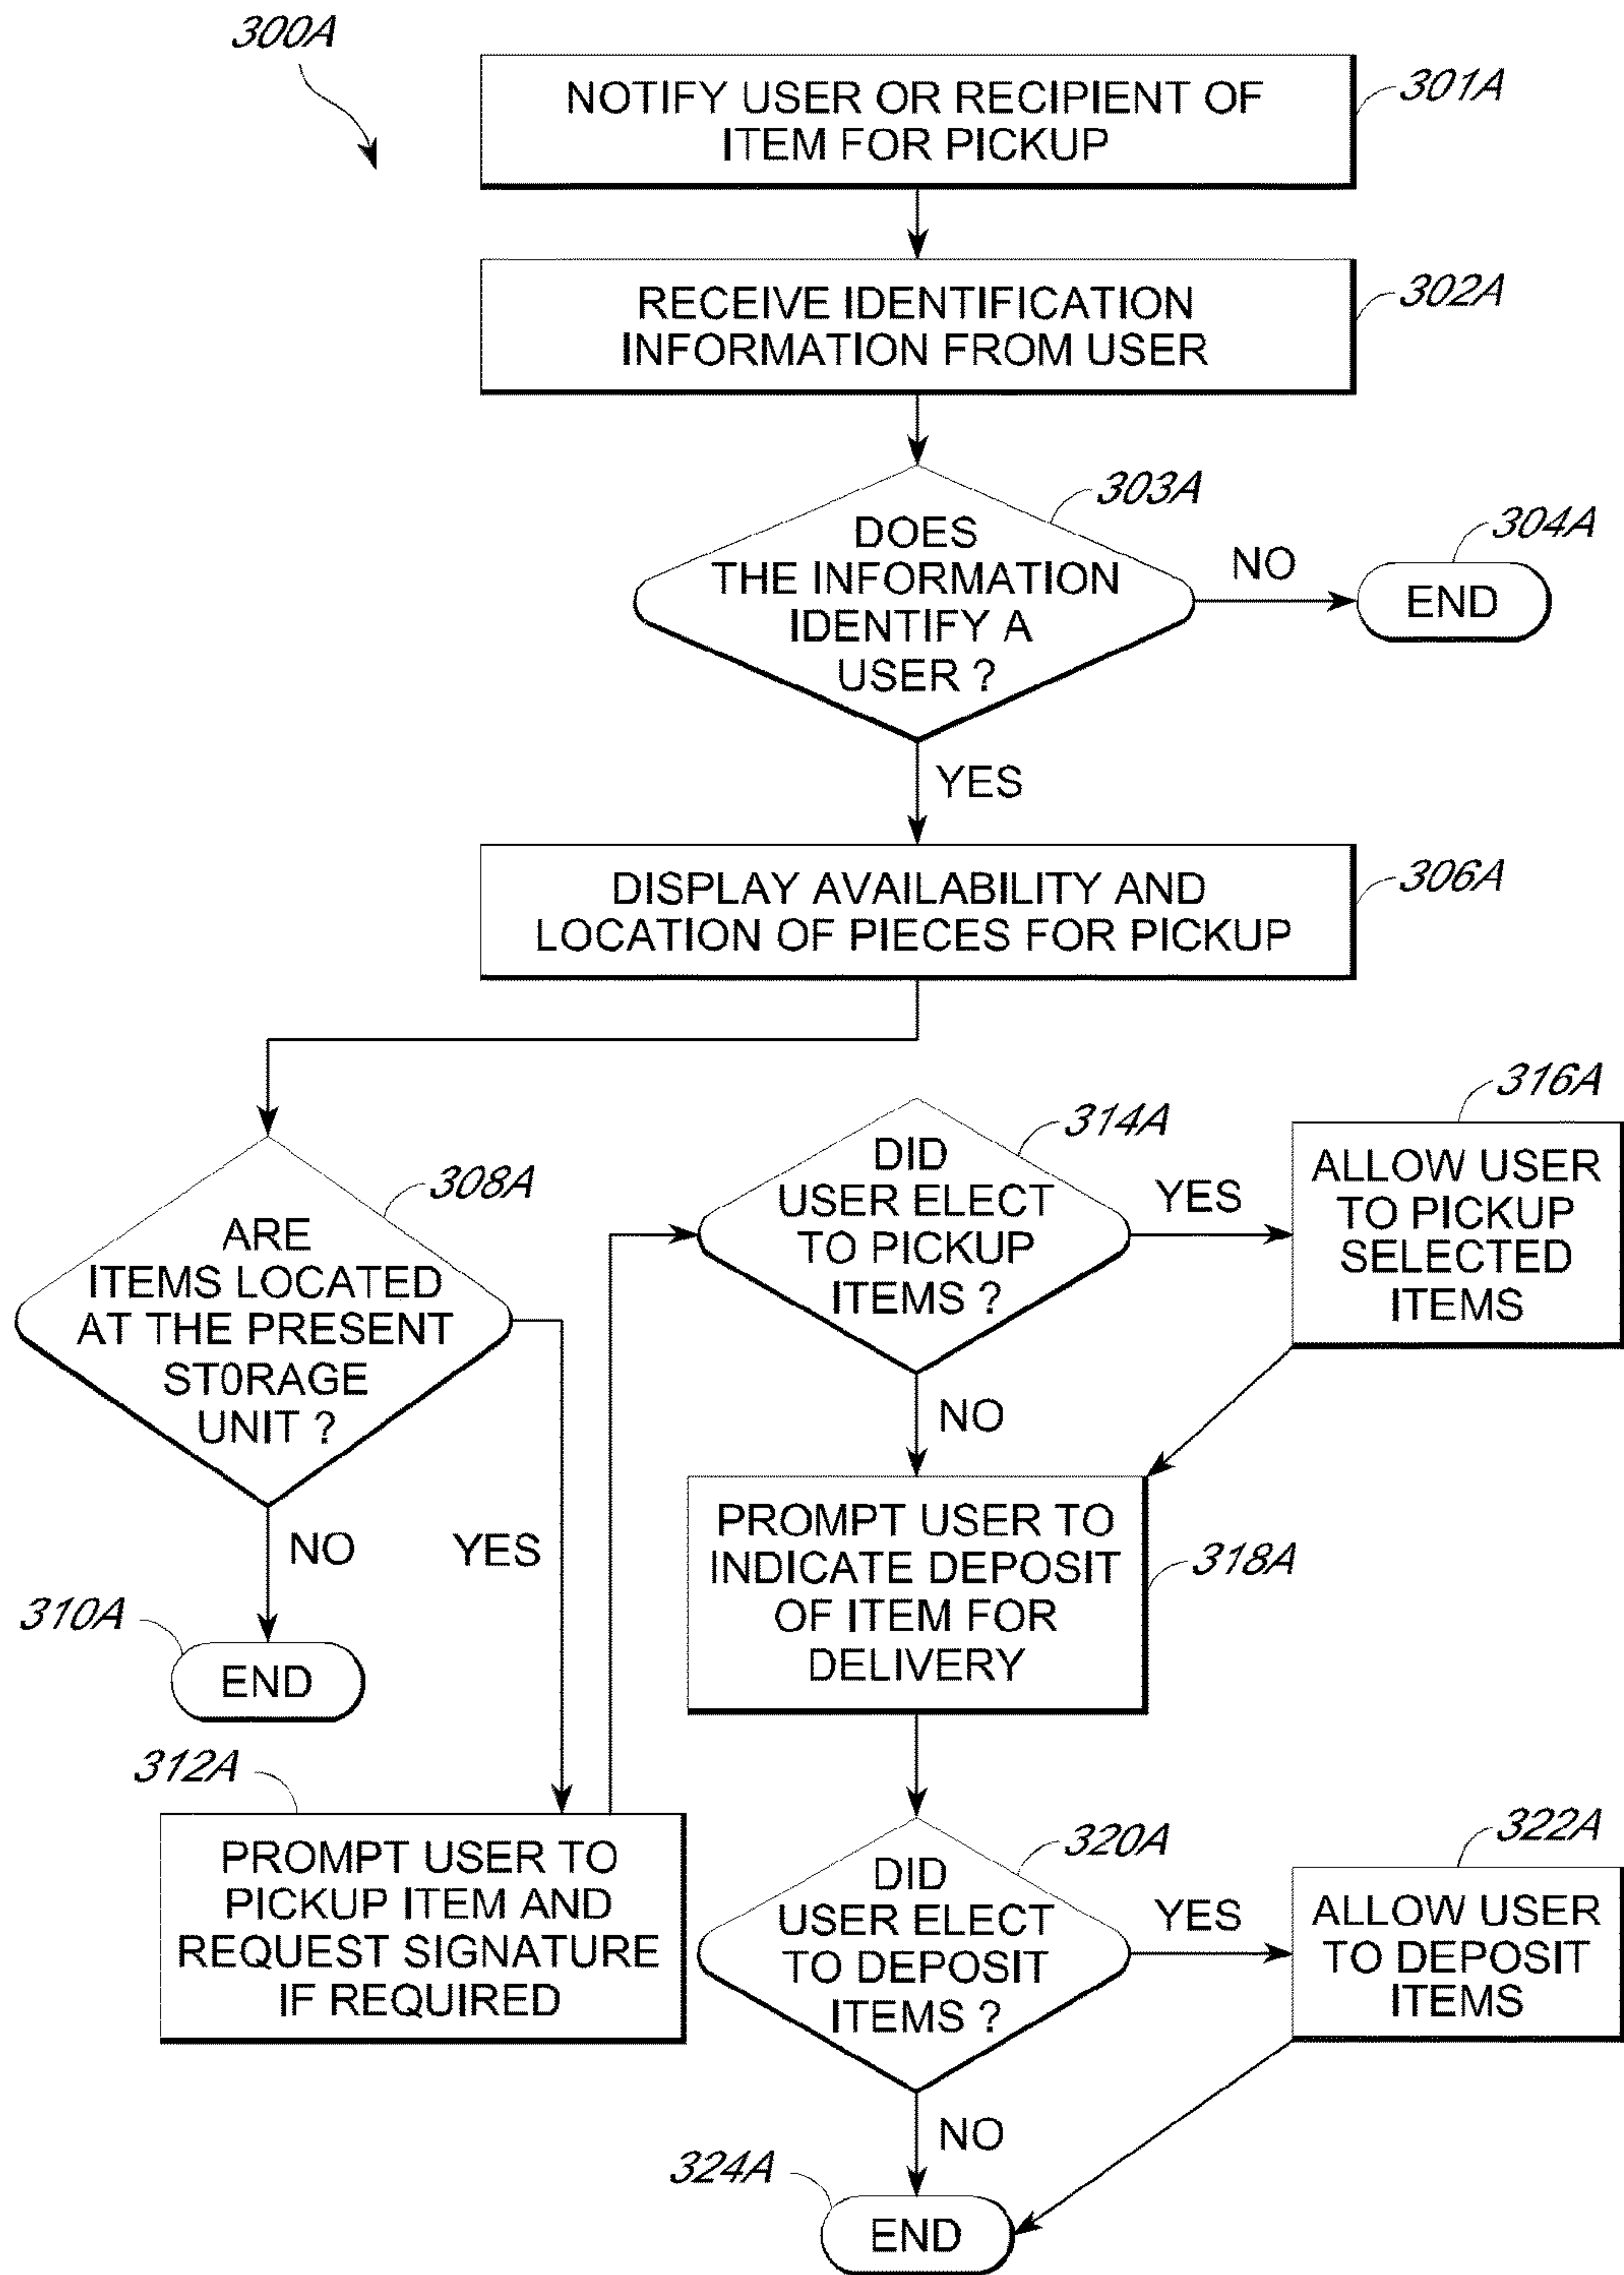 300A
NOTIFY USER OR RECIPIENT OF
ITEM FOR PICKUP
301A
RECEIVE IDENTIFICATION
INFORMATION FROM USER
302A
303A
DOES
THE INFORMATION
IDENTIFY A
USER ?
NO
304A
END
YES
DISPLAY AVAILABILITY AND
LOCATION OF PIECES FOR PICKUP
306A
308A
ARE
ITEMS LOCATED
AT THE PRESENT
ST0RAGE
UNIT ?
NO
310A
END
YES
312A
PROMPT USER TO
PICKUP ITEM AND
REQUEST SIGNATURE
IF REQUIRED
314A
DID
USER ELECT
TO PICKUP
ITEMS ?
YES
316A
ALLOW USER
TO PICKUP
SELECTED
ITEMS
NO
PROMPT USER TO
INDICATE DEPOSIT
OF ITEM FOR
DELIVERY
318A
320A
DID
USER ELECT
TO DEPOSIT
ITEMS ?
YES
322A
ALLOW USER
TO DEPOSIT
ITEMS
NO
324A
END